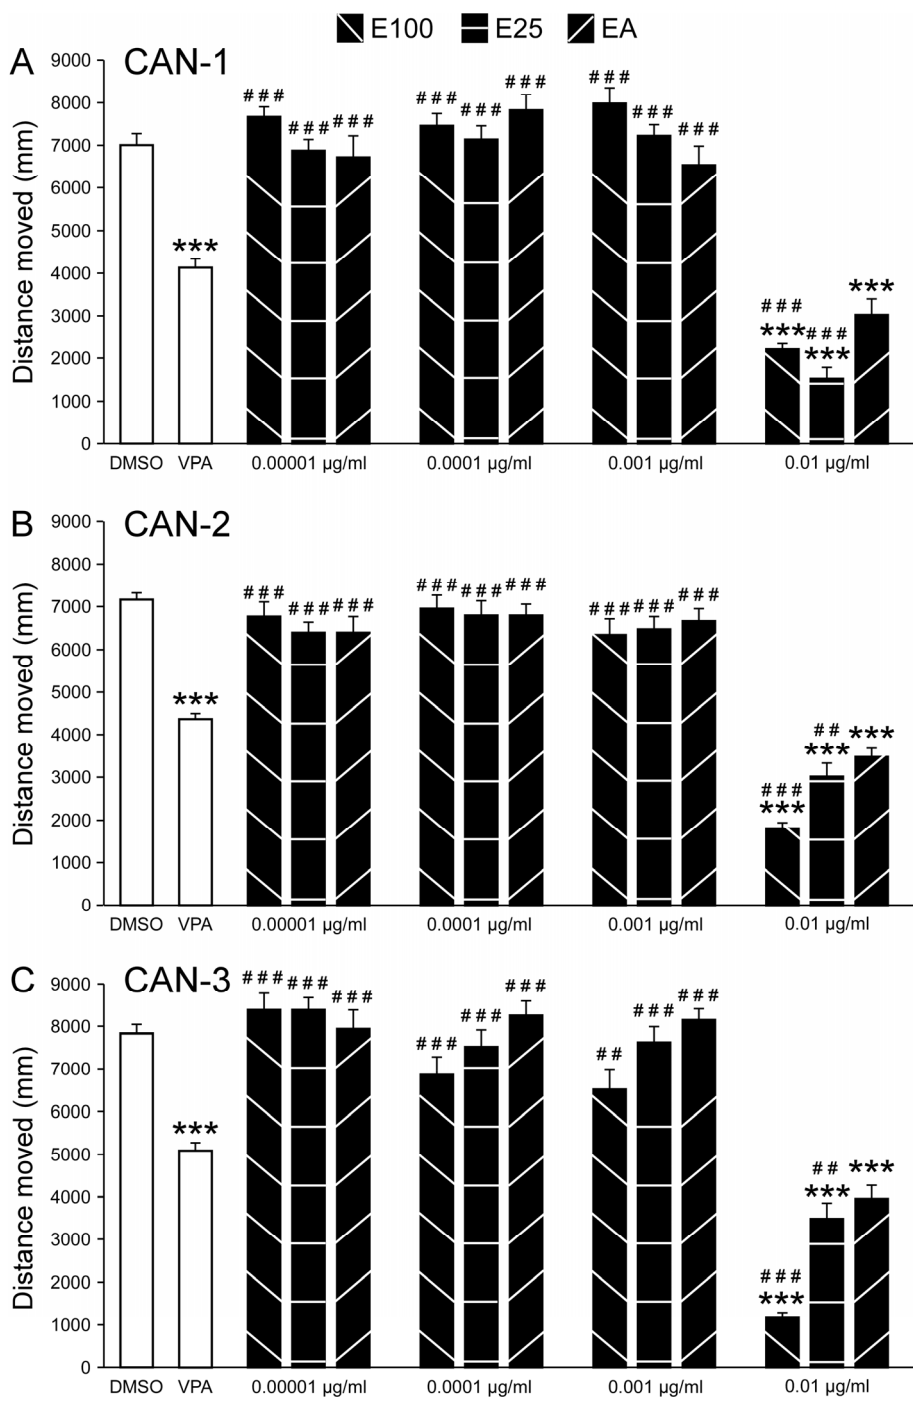 E100 E25 EA
A CAN-1
9000
8000
7000
6000
5000
4000
3000
2000
1000
0
Distance moved (mm)
***
### ### ###
### ### ###
### ### ###
###
***
###
***
***
DMSO VPA 0.00001 µg/ml 0.0001 µg/ml 0.001 µg/ml 0.01 µg/ml
B CAN-2
9000
8000
7000
6000
5000
4000
3000
2000
1000
0
Distance moved (mm)
***
### ### ###
### ### ###
### ### ###
###
***
##
***
***
DMSO VPA 0.00001 µg/ml 0.0001 µg/ml 0.001 µg/ml 0.01 µg/ml
C CAN-3
9000
8000
7000
6000
5000
4000
3000
2000
1000
0
Distance moved (mm)
***
### ### ###
### ### ###
## ### ###
###
***
##
***
***
DMSO VPA 0.00001 µg/ml 0.0001 µg/ml 0.001 µg/ml 0.01 µg/ml